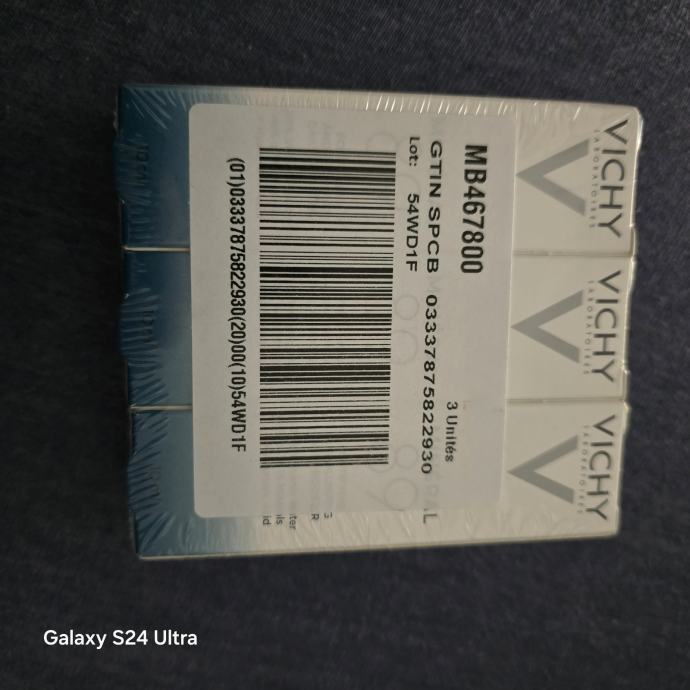 MB467800
3 Unités
GTIN SPCB 03337875822930
Lot: 54WD1F
(01)03337875822930(20)00(10)54WD1F
VICHY
LABORATOIRES
VICHY
LABORATOIRES
VICHY
LABORATOIRES
Galaxy S24 Ultra